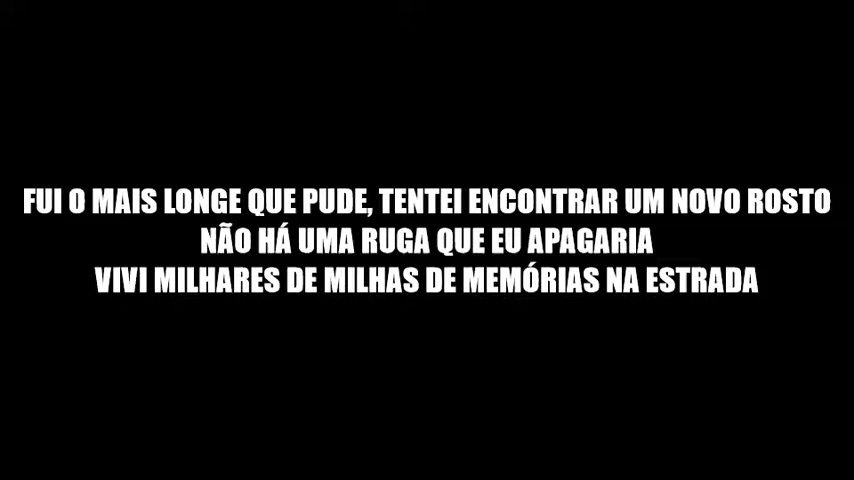 FUI O MAIS LONGE QUE PUDE, TENTEI ENCONTRAR UM NOVO ROSTO
NÃO HÁ UMA RUGA QUE EU APAGARIA
VIVI MILHARES DE MILHAS DE MEMÓRIAS NA ESTRADA